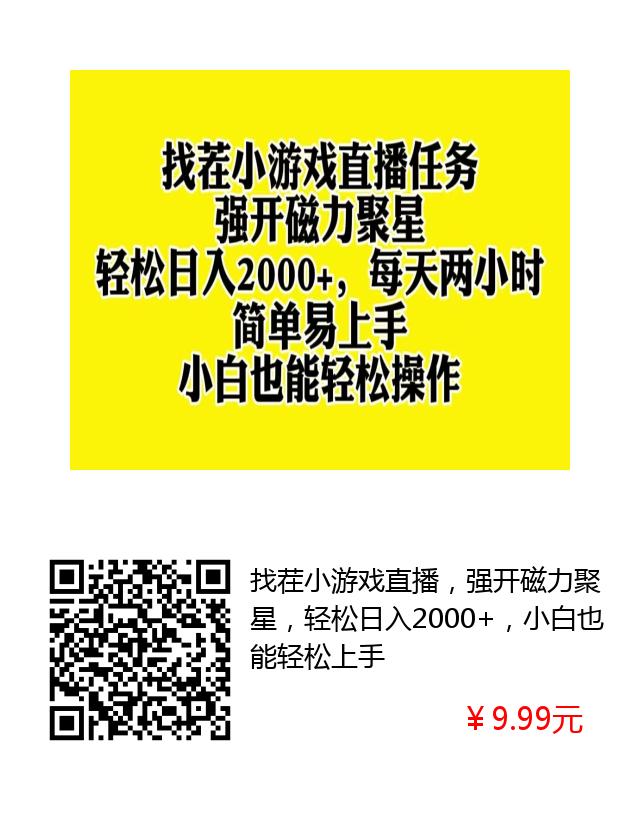 找茬小游戏直播任务
强开磁力聚星
轻松日入2000+，每天两小时
简单易上手
小白也能轻松操作
找茬小游戏直播，强开磁力聚
星，轻松日入2000+，小白也
能轻松上手
￥9.99元